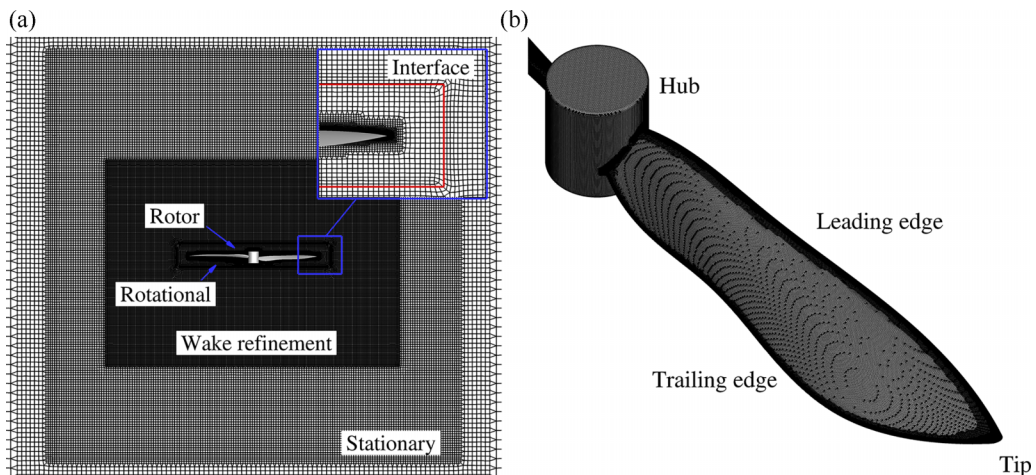 (a)
Interface
Rotor
Rotational
Wake refinement
Stationary
(b)
Hub
Leading edge
Trailing edge
Tip